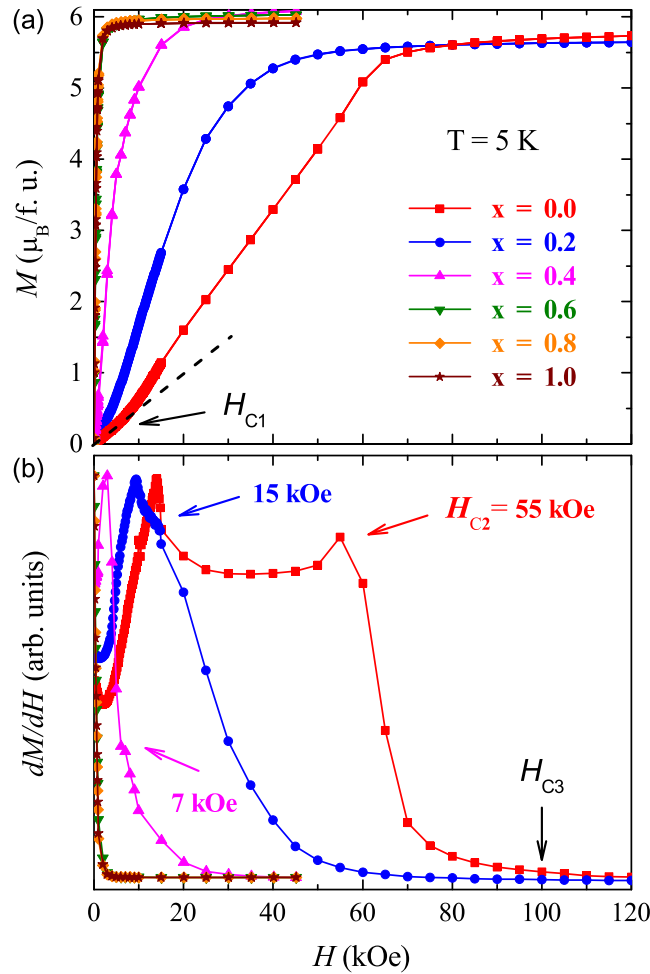 (a)
6
5
4
3
2
1
0
M (μB/f. u.)
T = 5 K
x = 0.0
x = 0.2
x = 0.4
x = 0.6
x = 0.8
x = 1.0
HC1
(b)
15 kOe
HC2 = 55 kOe
7 kOe
HC3
dM/dH (arb. units)
0 20 40 60 80 100 120
H (kOe)